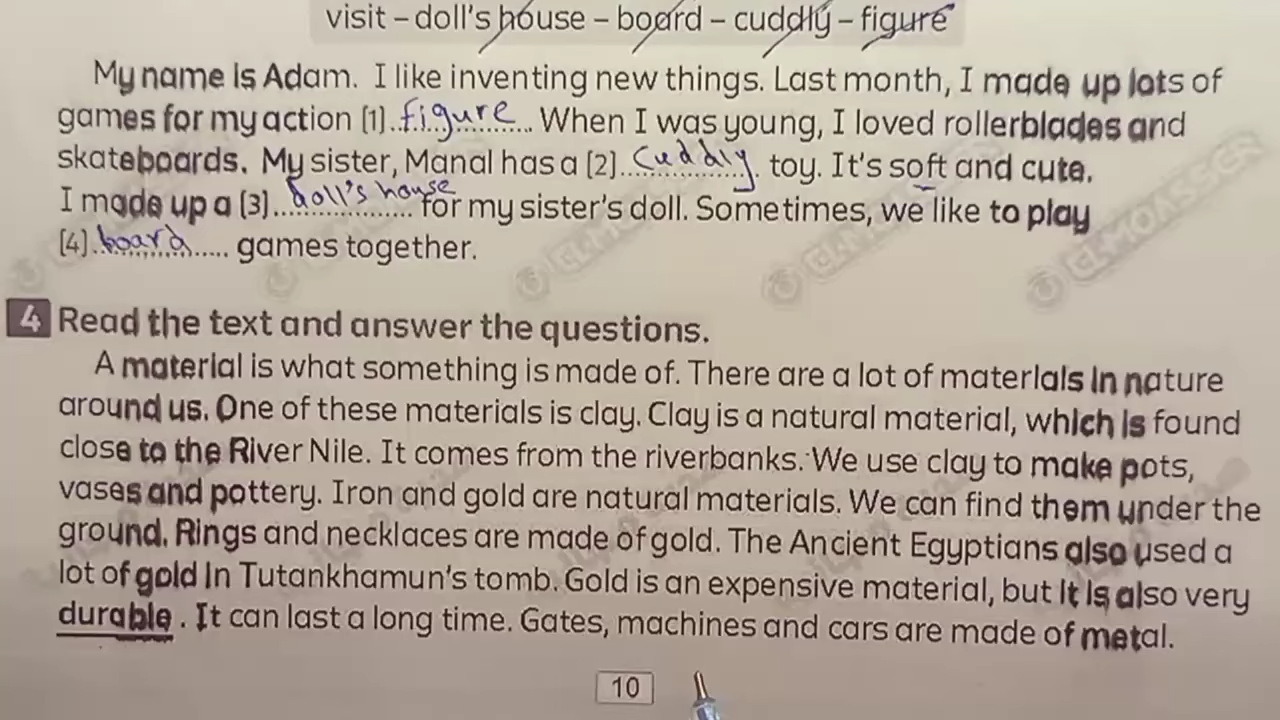 visit – doll's house – board – cuddly – figure
My name is Adam. I like inventing new things. Last month, I made up lots of
games for my action (1) figure. When I was young, I loved rollerblades and
skateboards. My sister, Manal has a (2) cuddly toy. It's soft and cute.
I made up a (3) doll's house for my sister's doll. Sometimes, we like to play
(4) board games together.
4 Read the text and answer the questions.
A material is what something is made of. There are a lot of materials in nature
around us. One of these materials is clay. Clay is a natural material, which is found
close to the River Nile. It comes from the riverbanks. We use clay to make pots,
vases and pottery. Iron and gold are natural materials. We can find them under the
ground. Rings and necklaces are made of gold. The Ancient Egyptians also used a
lot of gold in Tutankhamun's tomb. Gold is an expensive material, but it is also very
durable. It can last a long time. Gates, machines and cars are made of metal.
10